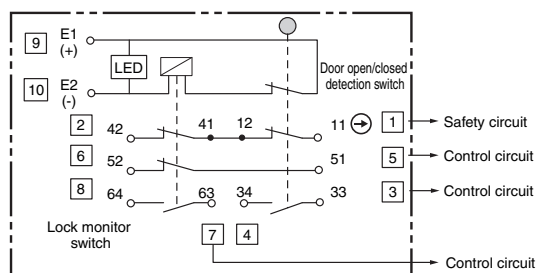 9 E1
(+)
LED
Door open/closed
detection switch
10 E2
(-)
2 42 41 12 11 1 Safety circuit
6 52 51 5 Control circuit
8 64 63 34 33 3 Control circuit
Lock monitor
switch
7 4
Control circuit